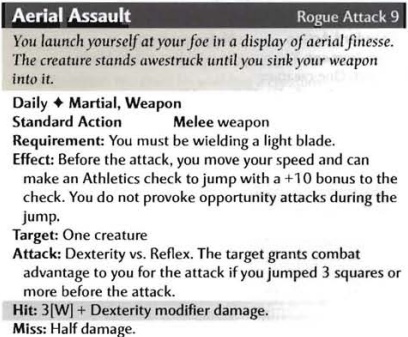 Aerial Assault Rogue Attack 9
You launch yourself at your foe in a display of aerial finesse.
The creature stands awestruck until you sink your weapon
into it.
Daily ✦ Martial, Weapon
Standard Action Melee weapon
Requirement: You must be wielding a light blade.
Effect: Before the attack, you move your speed and can
make an Athletics check to jump with a +10 bonus to the
check. You do not provoke opportunity attacks during the
jump.
Target: One creature
Attack: Dexterity vs. Reflex. The target grants combat
advantage to you for the attack if you jumped 3 squares or
more before the attack.
Hit: 3[W] + Dexterity modifier damage.
Miss: Half damage.